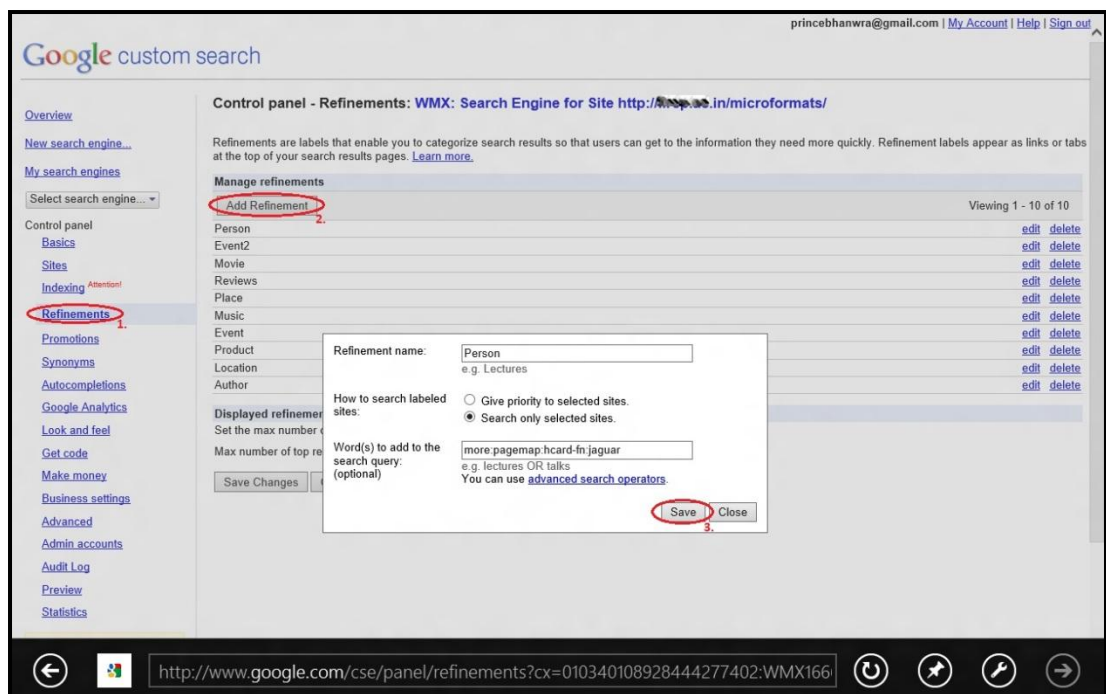 princebhanwra@gmail.com | My Account | Help | Sign out
Google custom search
Overview
New search engine...
My search engines
Select search engine...
Control panel
Basics
Sites
Indexing Attention!
Refinements
1.
Promotions
Synonyms
Autocompletions
Google Analytics
Look and feel
Get code
Make money
Business settings
Advanced
Admin accounts
Audit Log
Preview
Statistics
Control panel - Refinements: WMX: Search Engine for Site http://.in/microformats/
Refinements are labels that enable you to categorize search results so that users can get to the information they need more quickly. Refinement labels appear as links or tabs
at the top of your search results pages. Learn more.
Manage refinements
Add Refinement
2.
Viewing 1 - 10 of 10
Person edit delete
Event2 edit delete
Movie edit delete
Reviews edit delete
Place edit delete
Music edit delete
Event edit delete
Product edit delete
Location edit delete
Author edit delete
Displayed refinemer
Set the max number
Max number of top re
Save Changes
Refinement name: Person
e.g. Lectures
How to search labeled
sites:
Give priority to selected sites.
Search only selected sites.
Word(s) to add to the
search query:
(optional)
more:pagemap:hcard-fn:jaguar
e.g. lectures OR talks
You can use advanced search operators.
Save Close
3.
http://www.google.com/cse/panel/refinements?cx=010340108928444277402:WMX166